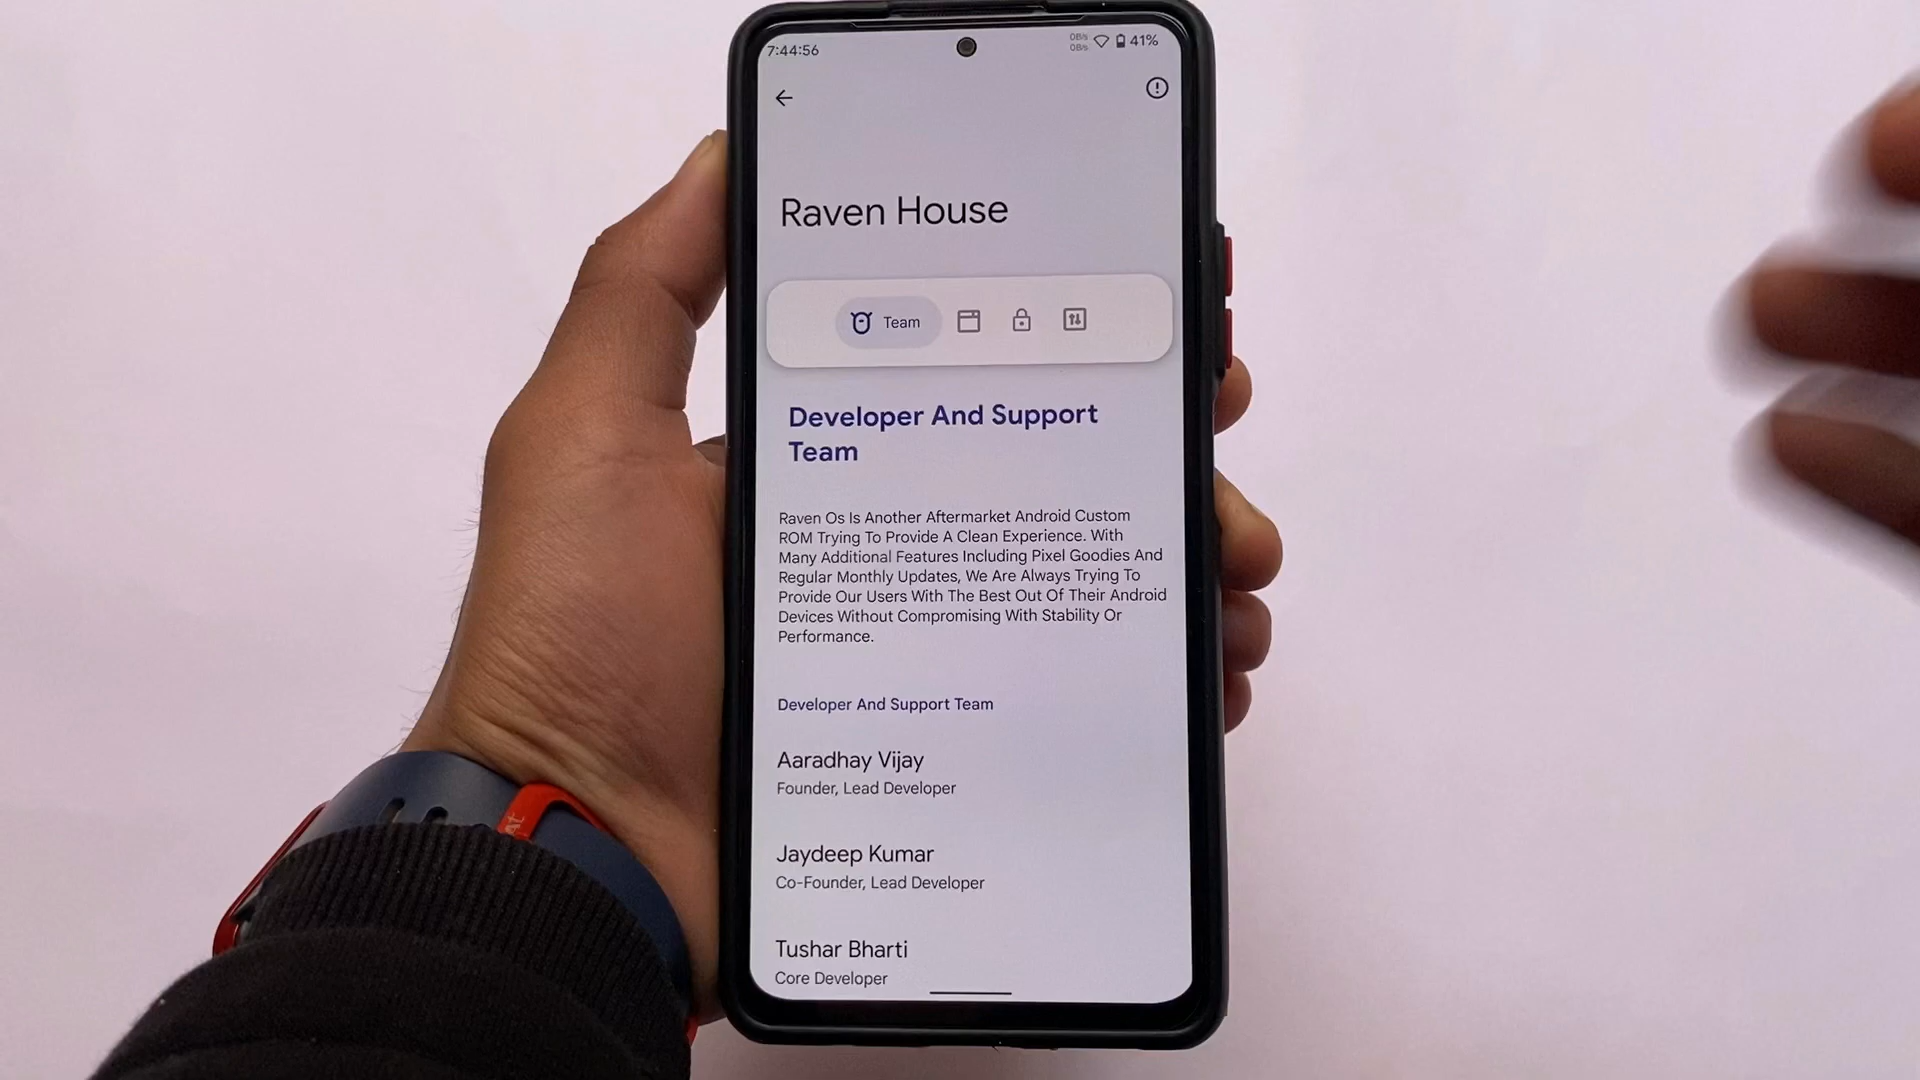 7:44:56
0B/s
0B/s
41%
Raven House
Team
Developer And Support
Team
Raven Os Is Another Aftermarket Android Custom
ROM Trying To Provide A Clean Experience. With
Many Additional Features Including Pixel Goodies And
Regular Monthly Updates, We Are Always Trying To
Provide Our Users With The Best Out Of Their Android
Devices Without Compromising With Stability Or
Performance.
Developer And Support Team
Aaradhay Vijay
Founder, Lead Developer
Jaydeep Kumar
Co-Founder, Lead Developer
Tushar Bharti
Core Developer